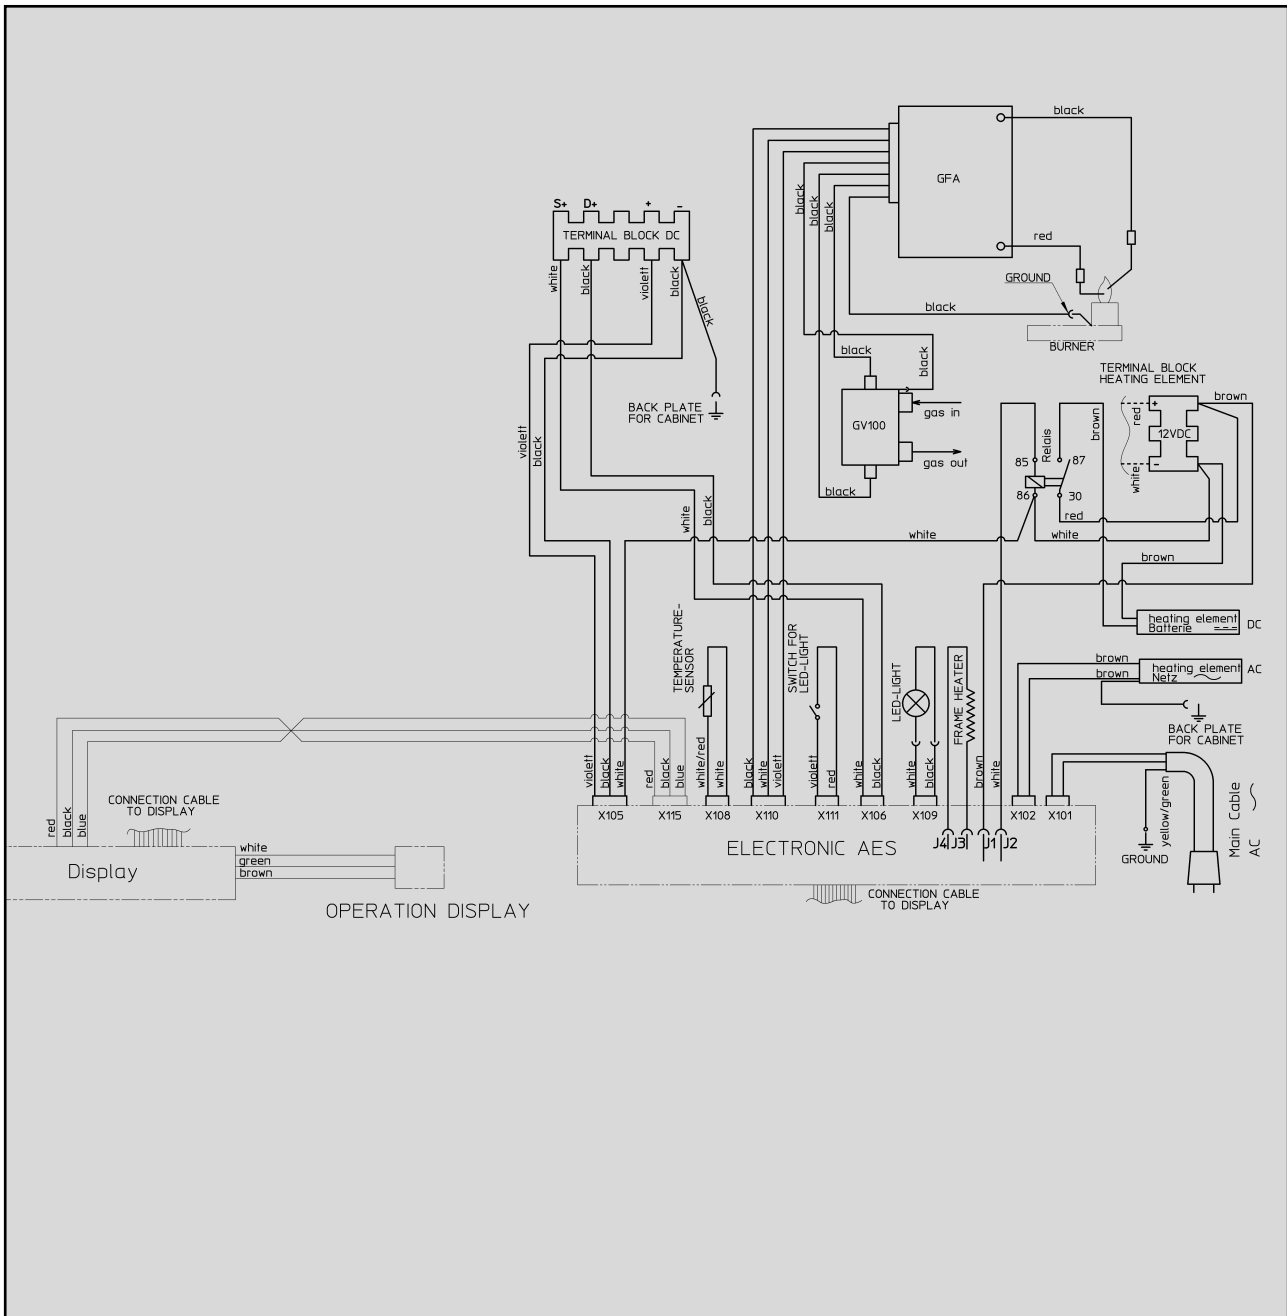 black
GFA
S+ D+ + -
TERMINAL BLOCK DC
black
black
black
red
white
black
violett
black
black
GROUND
black
BURNER
black
black
TERMINAL BLOCK
HEATING ELEMENT
brown
BACK PLATE
FOR CABINET
GV100
gas in
gas out
black
brown
Relais
red
+
12VDC
-
white
85
87
86
30
red
violett
black
white
black
white
white
brown
heating element
Batterie
DC
TEMPERATURE-
SENSOR
SWITCH FOR
LED-LIGHT
LED-LIGHT
FRAME HEATER
brown
brown
heating element
Netz
AC
BACK PLATE
FOR CABINET
violett
black
white
red
black
blue
white/red
white
black
white
violett
violett
red
white
black
white
black
brown
white
X105
X115
X108
X110
X111
X106
X109
X102
X101
yellow/green
GROUND
Main Cable
AC
red
black
blue
CONNECTION CABLE
TO DISPLAY
Display
white
green
brown
OPERATION DISPLAY
ELECTRONIC AES
J4 J3 J1 J2
CONNECTION CABLE
TO DISPLAY